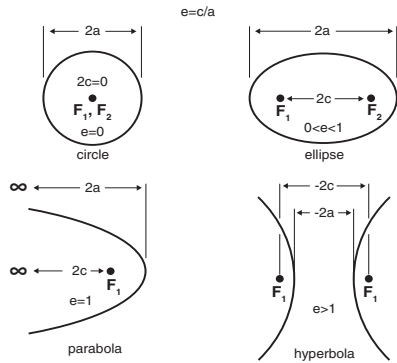 e=c/a
2a
2c=0
F1, F2
e=0
circle
2a
2c
F1 F2
0<e<1
ellipse
∞ 2a
∞ 2c
F1
e=1
parabola
-2c
-2a
F1 F1
e>1
hyperbola